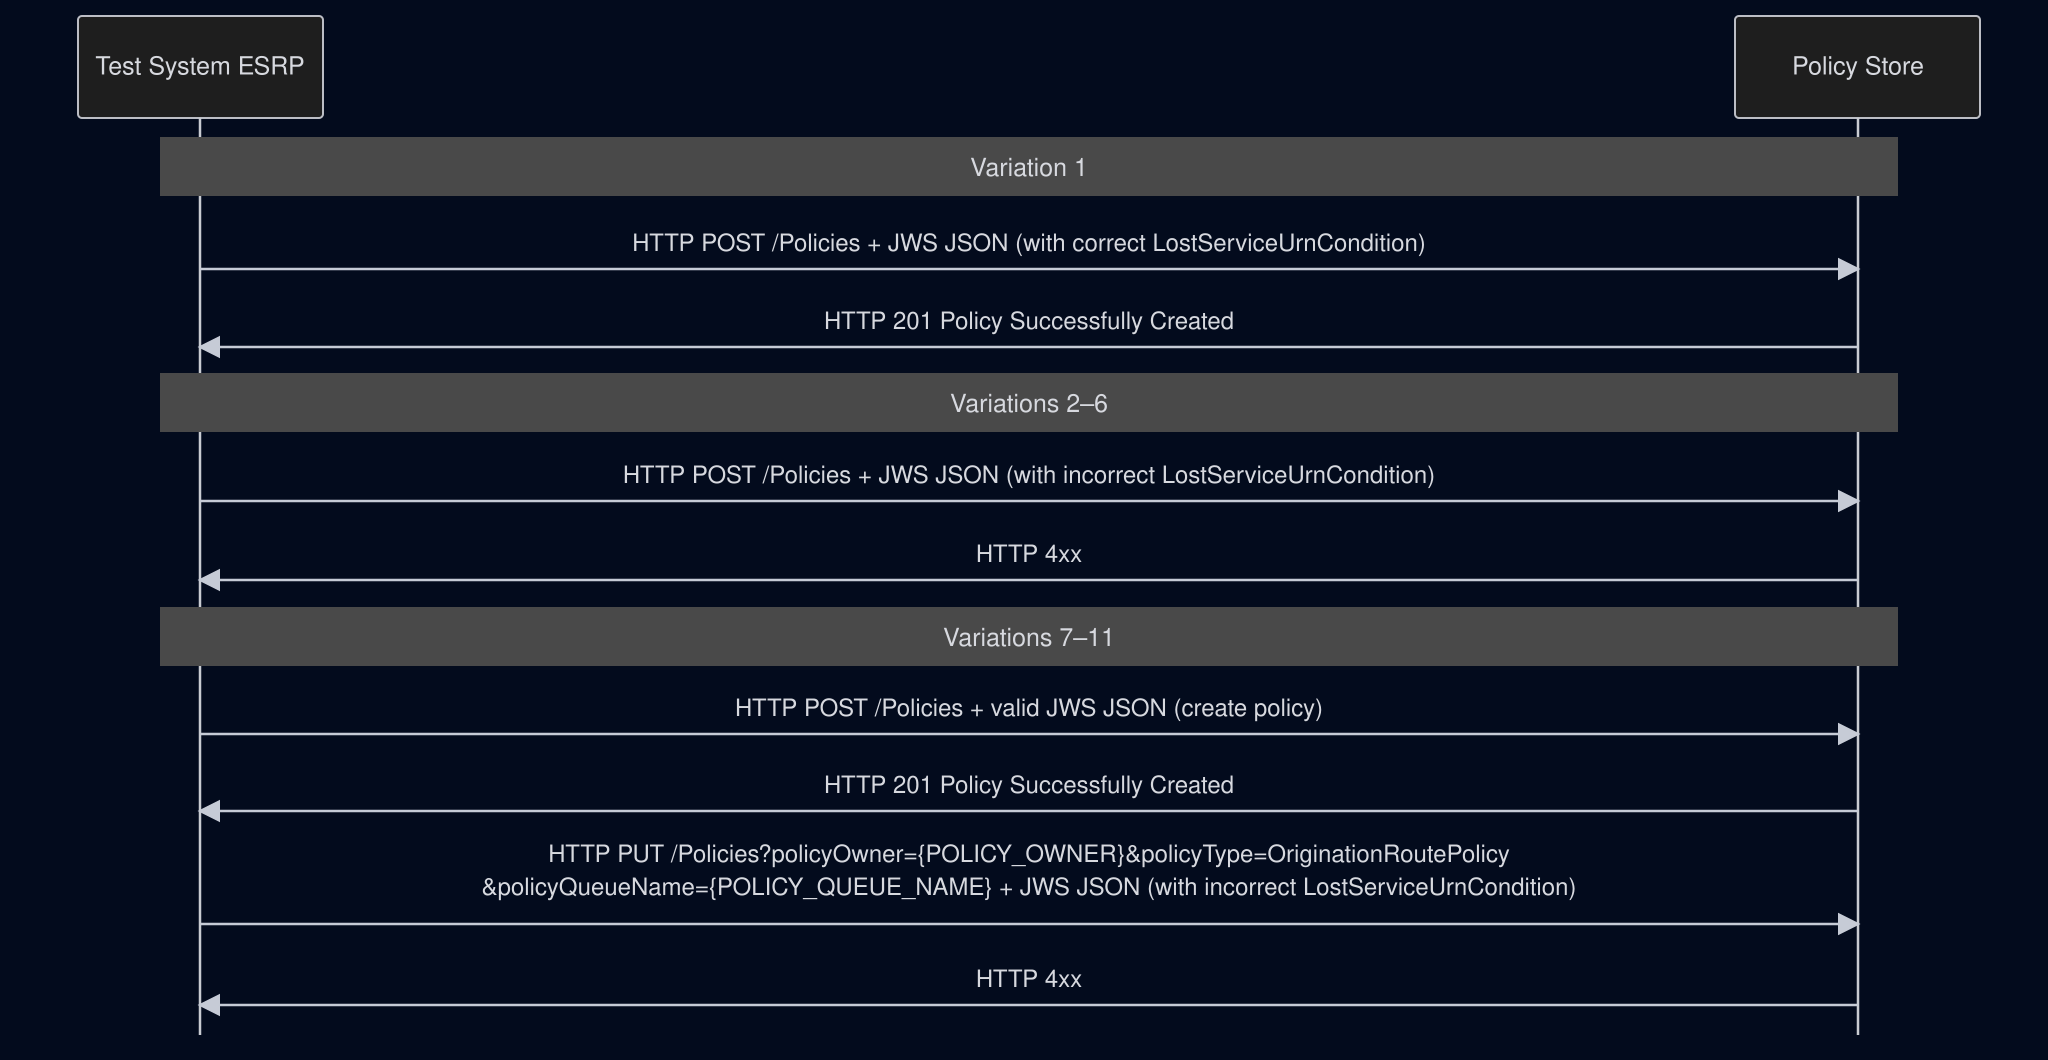 Test System ESRP
Policy Store
Variation 1
HTTP POST /Policies + JWS JSON (with correct LostServiceUrnCondition)
HTTP 201 Policy Successfully Created
Variations 2–6
HTTP POST /Policies + JWS JSON (with incorrect LostServiceUrnCondition)
HTTP 4xx
Variations 7–11
HTTP POST /Policies + valid JWS JSON (create policy)
HTTP 201 Policy Successfully Created
HTTP PUT /Policies?policyOwner={POLICY_OWNER}&policyType=OriginationRoutePolicy
&policyQueueName={POLICY_QUEUE_NAME} + JWS JSON (with incorrect LostServiceUrnCondition)
HTTP 4xx